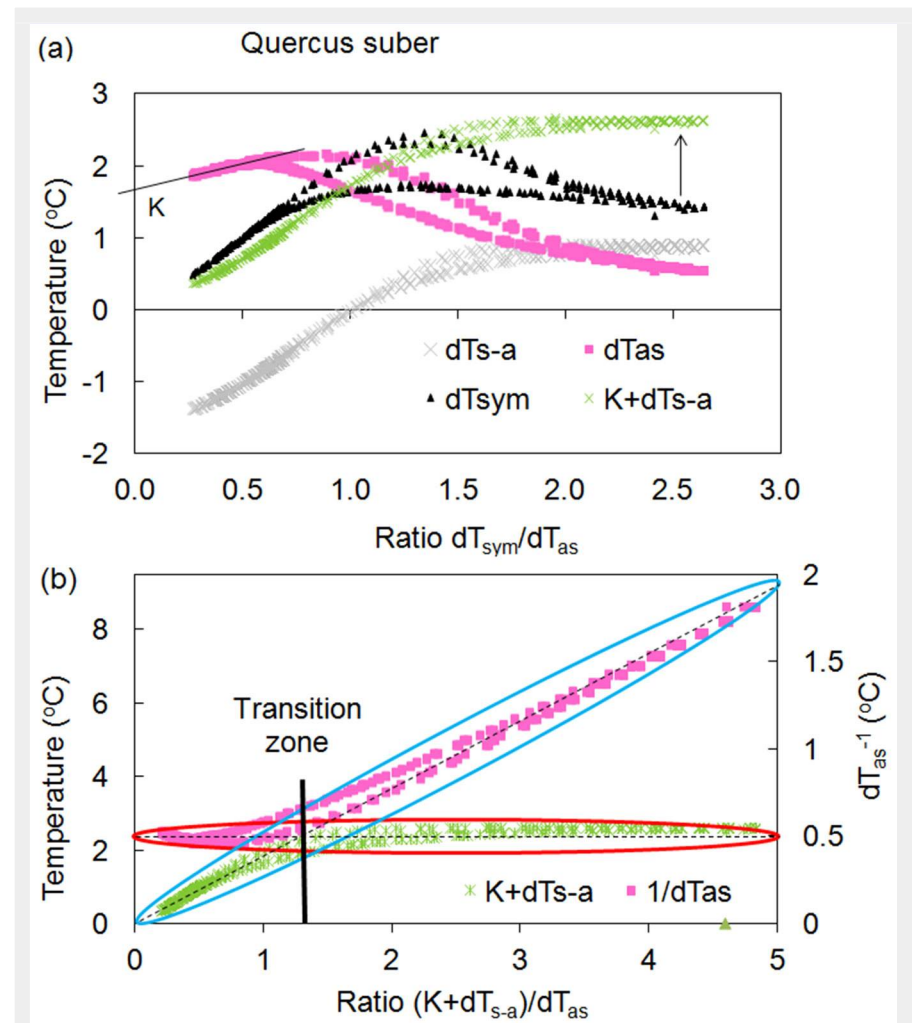 (a) Quercus suber
3
2
1
0
-1
-2
Temperature (°C)
K
dTs-a dTas
dTsym K+dTs-a
0.0 0.5 1.0 1.5 2.0 2.5 3.0
Ratio dTsym/dTas
(b)
8
6
4
2
0
Temperature (°C)
Transition
zone
K+dTs-a 1/dTas
2
1.5
1
0.5
0
dTas-1 (°C)
0 1 2 3 4 5
Ratio (K+dTs-a)/dTas